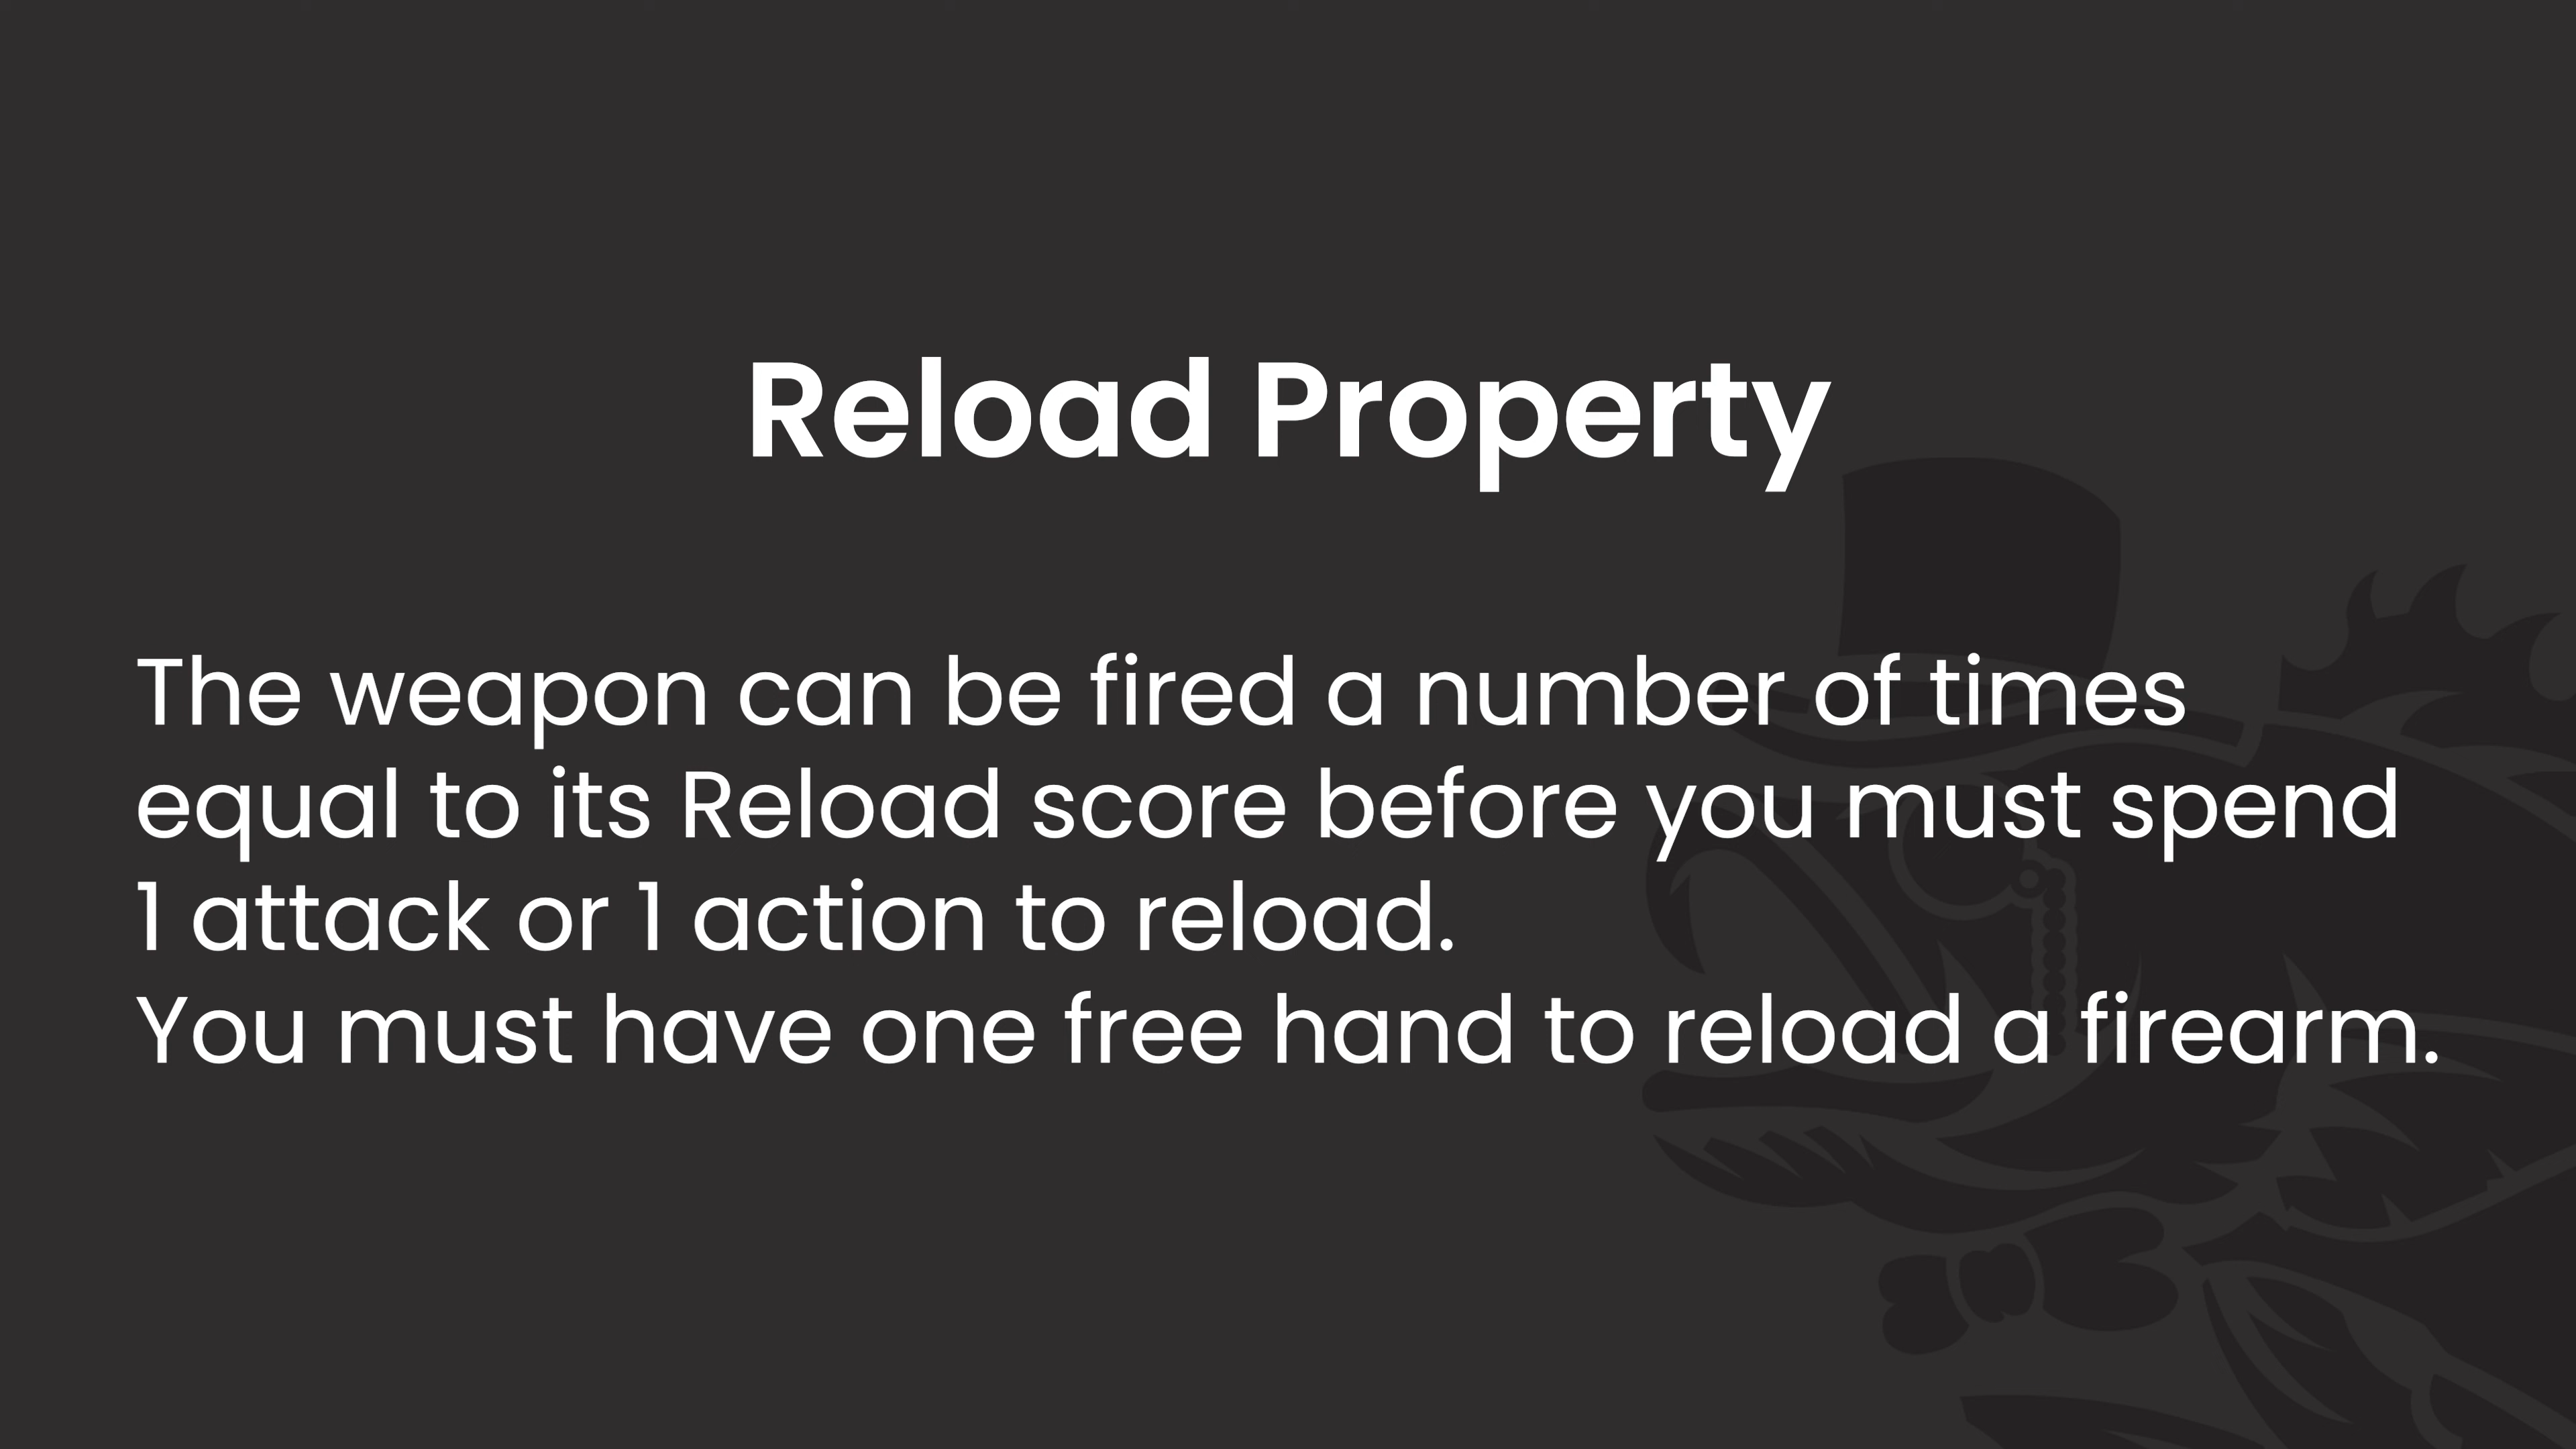 Reload Property
The weapon can be fired a number of times
equal to its Reload score before you must spend
1 attack or 1 action to reload.
You must have one free hand to reload a firearm.